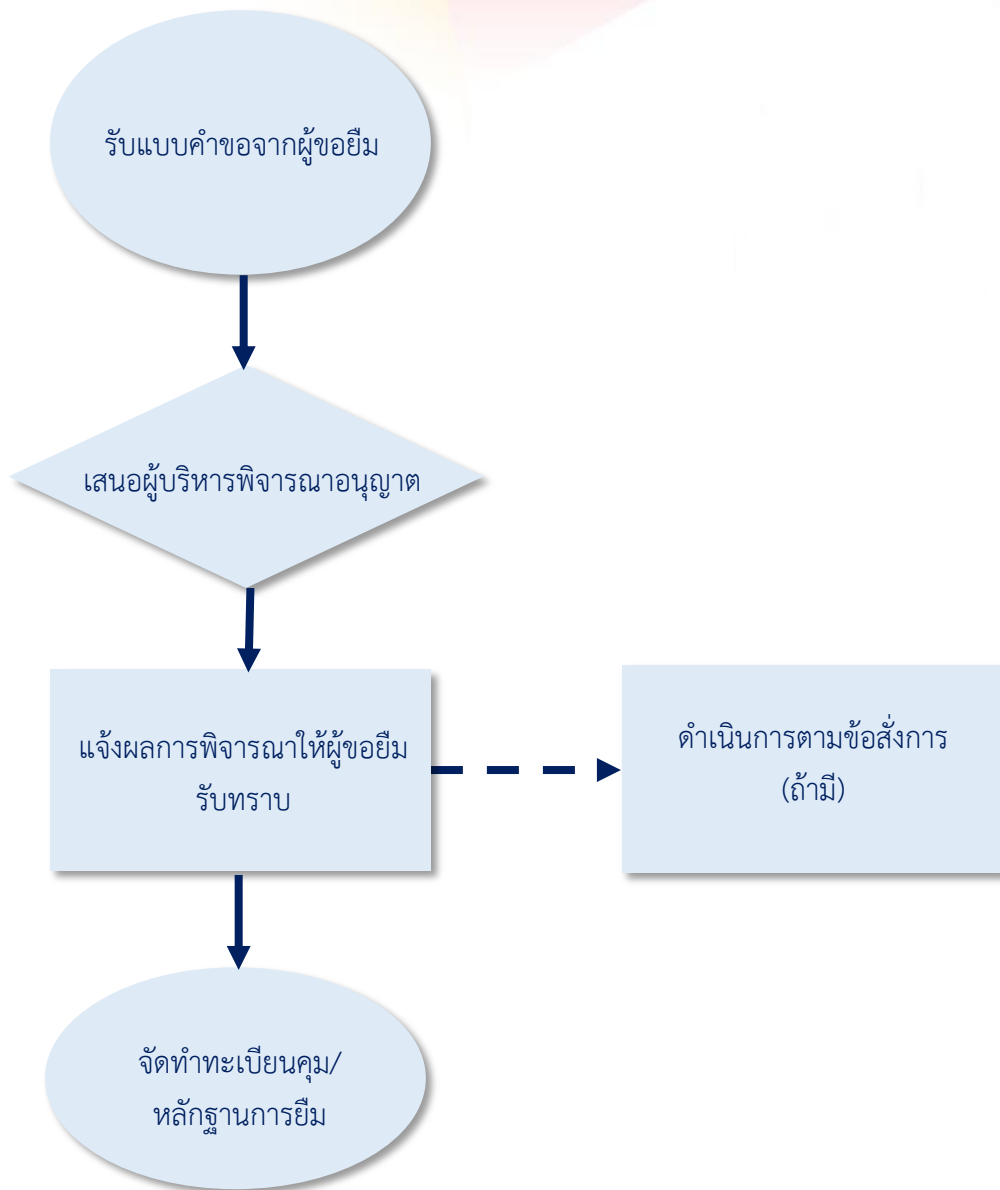 รับแบบคำขอจากผู้ขอยืม
เสนอผู้บริหารพิจารณาอนุญาต
แจ้งผลการพิจารณาให้ผู้ขอยืม
รับทราบ
ดำเนินการตามข้อสั่งการ
(ถ้ามี)
จัดทำทะเบียนคุม/
หลักฐานการยืม